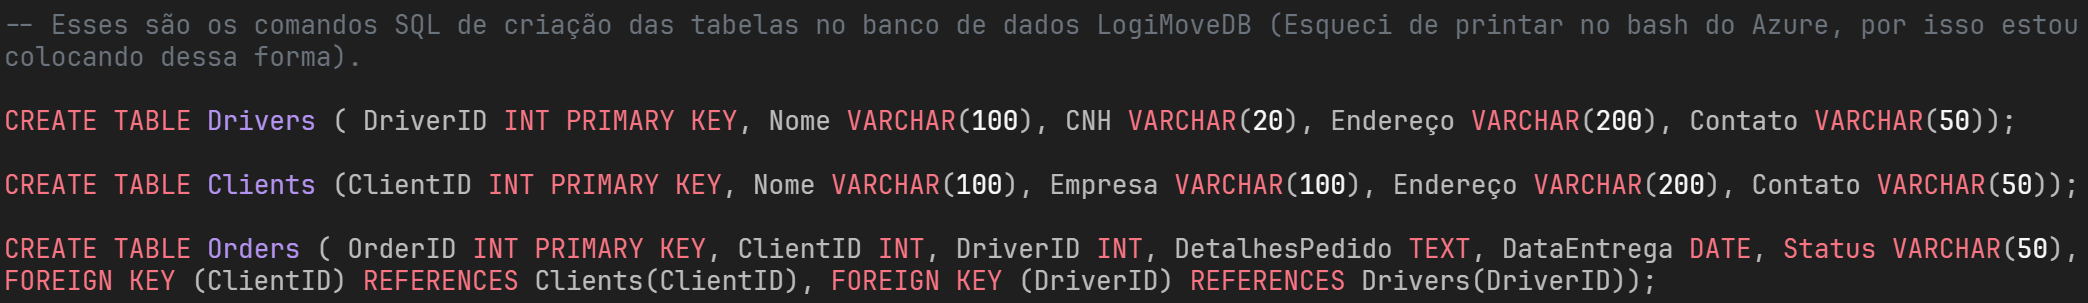 -- Esses são os comandos SQL de criação das tabelas no banco de dados LogiMoveDB (Esqueci de printar no bash do Azure, por isso estou
colocando dessa forma).
CREATE TABLE Drivers ( DriverID INT PRIMARY KEY, Nome VARCHAR(100), CNH VARCHAR(20), Endereço VARCHAR(200), Contato VARCHAR(50));
CREATE TABLE Clients (ClientID INT PRIMARY KEY, Nome VARCHAR(100), Empresa VARCHAR(100), Endereço VARCHAR(200), Contato VARCHAR(50));
CREATE TABLE Orders ( OrderID INT PRIMARY KEY, ClientID INT, DriverID INT, DetalhesPedido TEXT, DataEntrega DATE, Status VARCHAR(50),
FOREIGN KEY (ClientID) REFERENCES Clients(ClientID), FOREIGN KEY (DriverID) REFERENCES Drivers(DriverID));